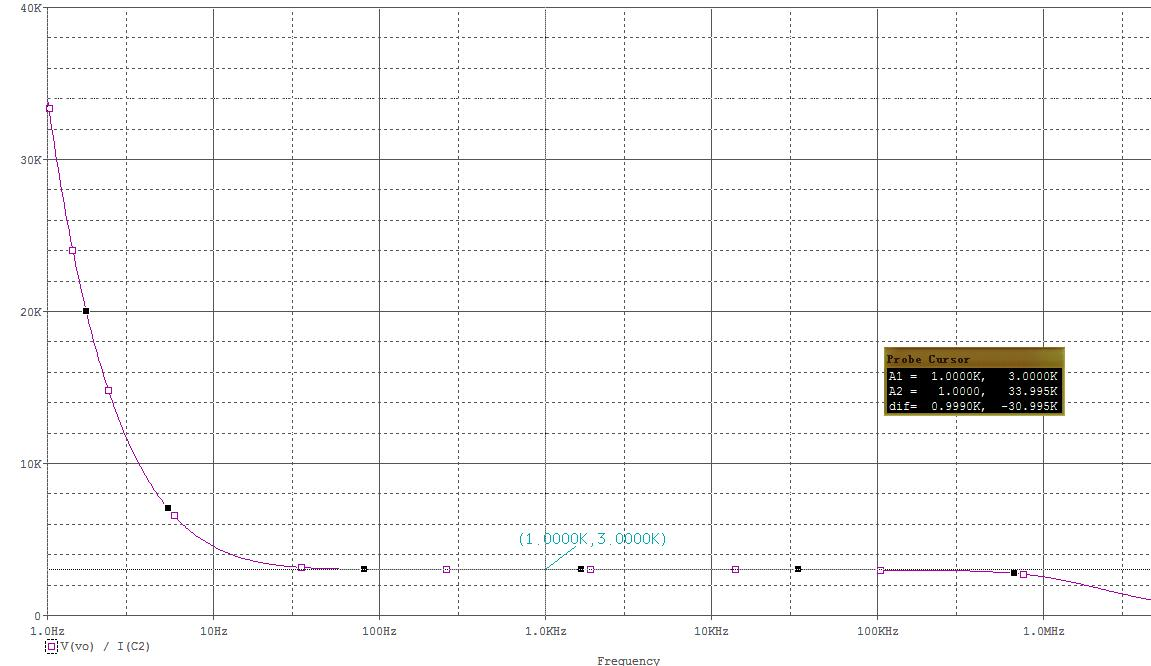 40K
30K
20K
10K
0
(1.0000K,3.0000K)
Probe Cursor
A1 = 1.0000K, 3.0000K
A2 = 1.0000, 33.995K
dif= 0.9990K, -30.995K
1.0Hz 10Hz 100Hz 1.0KHz 10KHz 100KHz 1.0MHz
V(vo) / I(C2)
Frequency